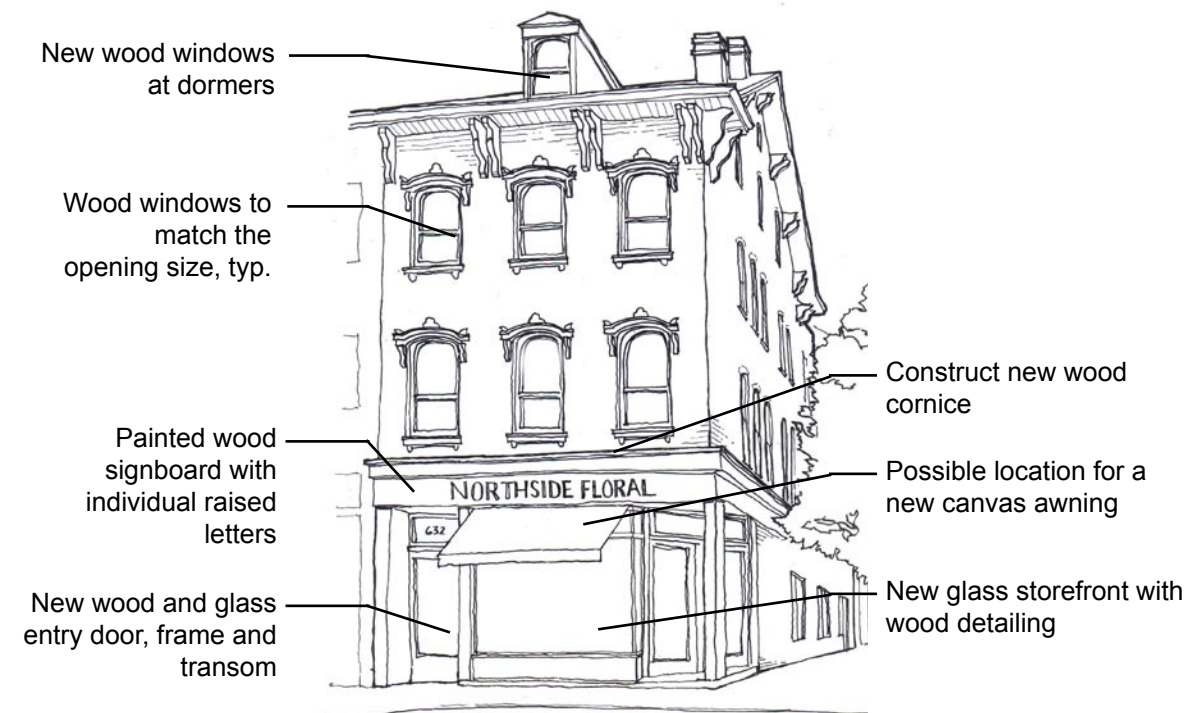 New wood windows
at dormers
Wood windows to
match the
opening size, typ.
Painted wood
signboard with
individual raised
letters
New wood and glass
entry door, frame and
transom
NORTHSIDE FLORAL
632
Construct new wood
cornice
Possible location for a
new canvas awning
New glass storefront with
wood detailing